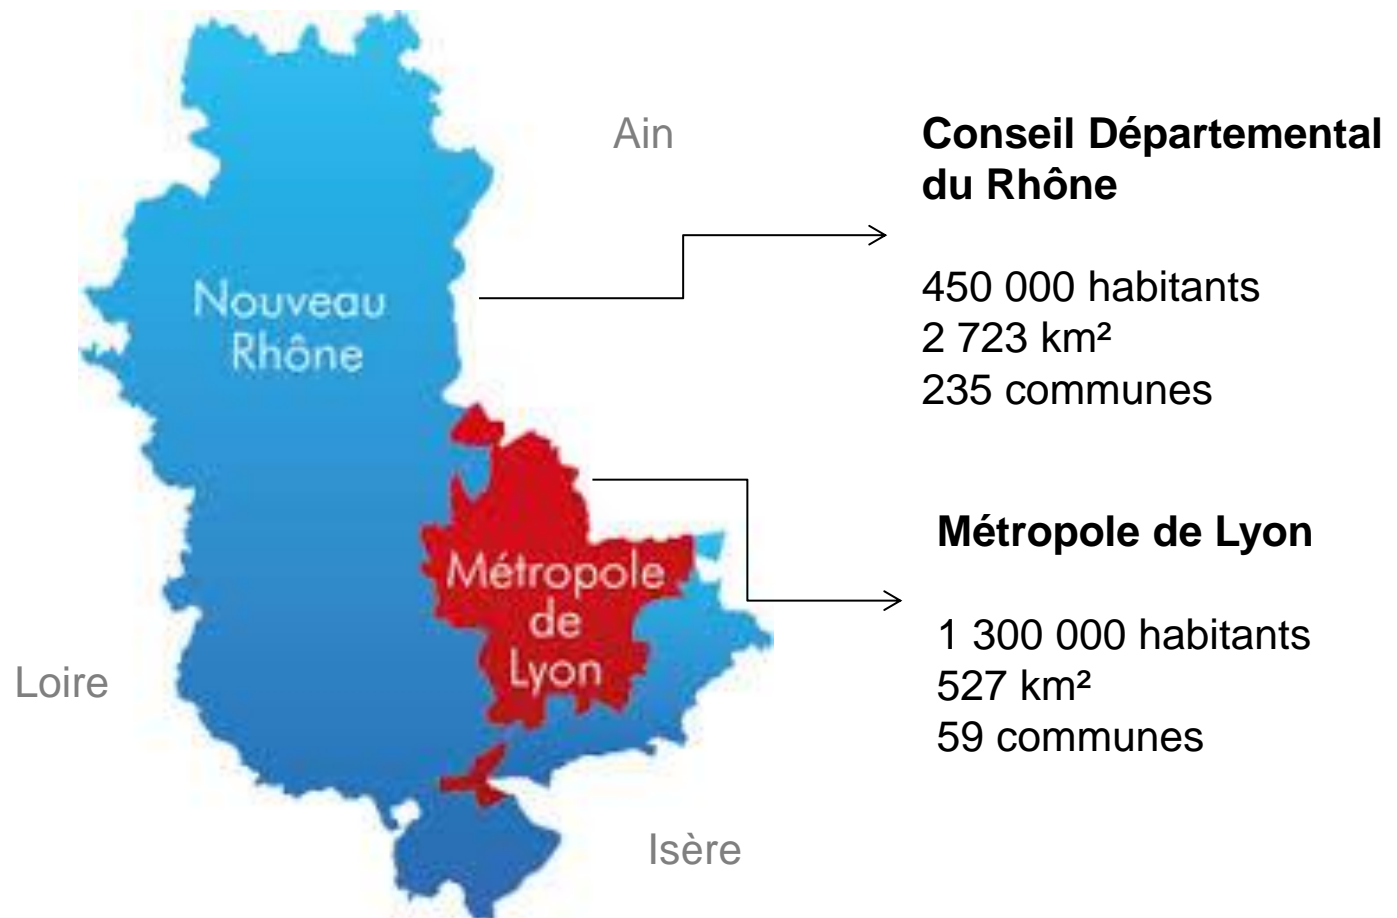 Ain
Conseil Départemental
du Rhône
450 000 habitants
2 723 km²
235 communes
Nouveau
Rhône
Métropole
de
Lyon
Métropole de Lyon
1 300 000 habitants
527 km²
59 communes
Loire
Isère